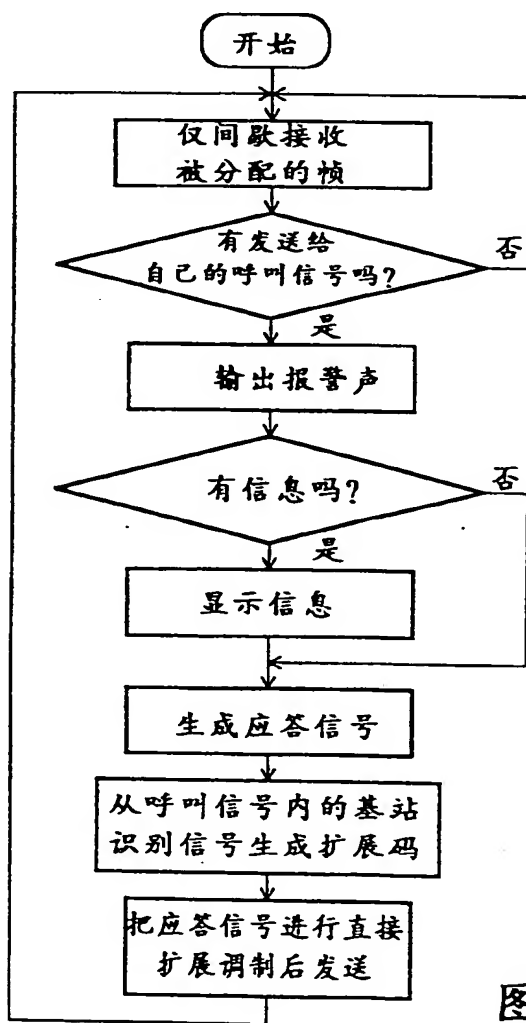 开始
仅间歇接收
被分配的帧
有发送给
自己的呼叫信号吗?
否
是
输出报警声
有信息吗?
否
是
显示信息
生成应答信号
从呼叫信号内的基站
识别信号生成扩展码
把应答信号进行直接
扩展调制后发送
图